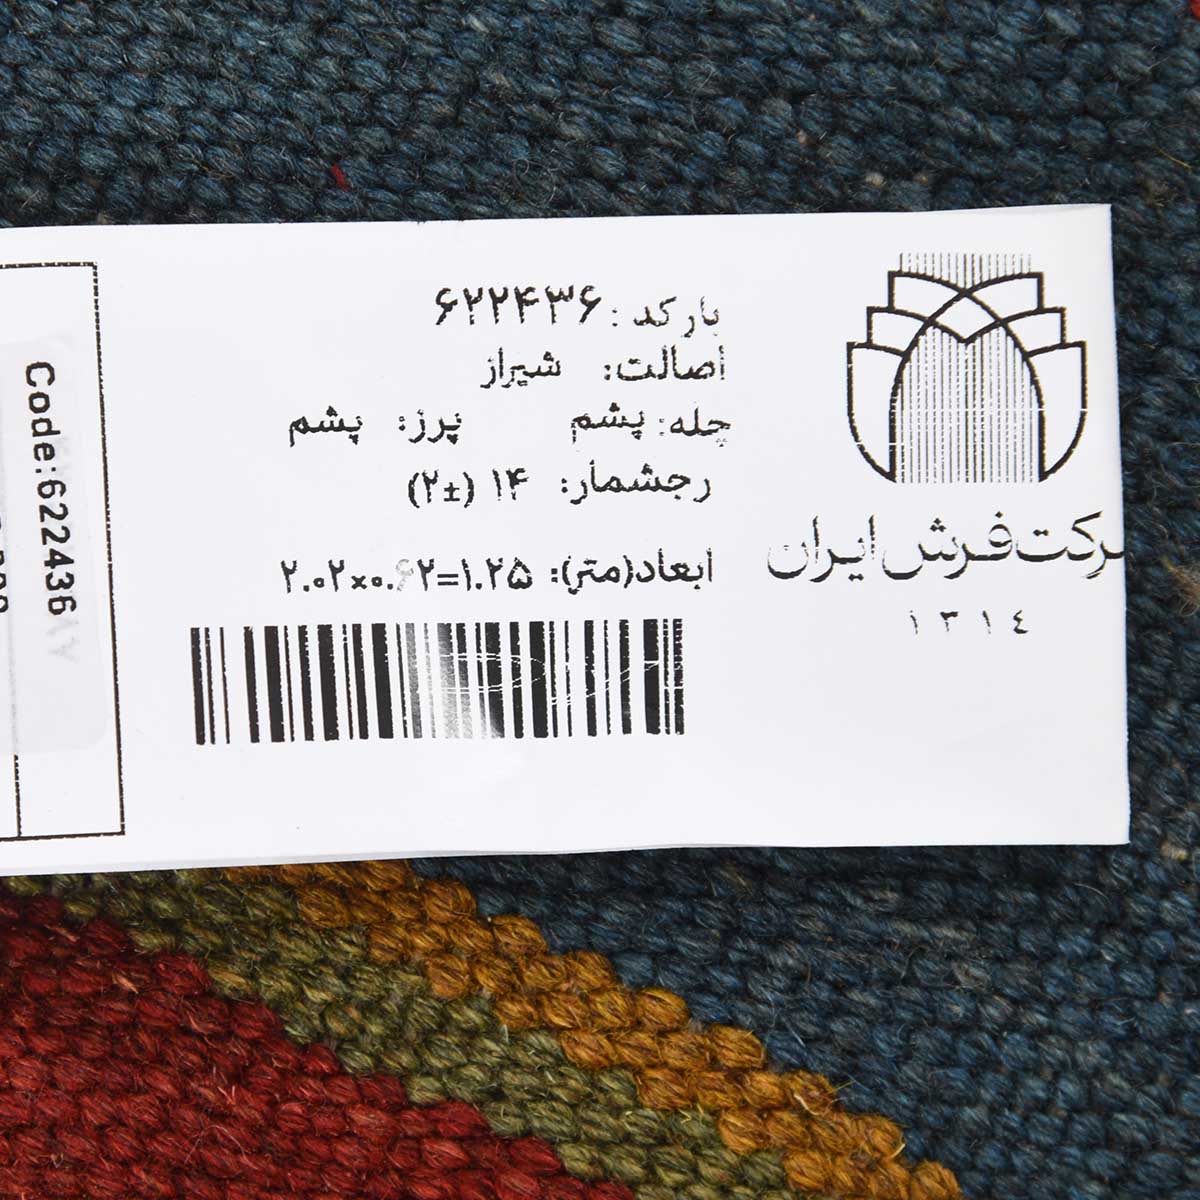 بارکد: ۶۲۲۴۳۶
اصالت: شیراز
چله: پشم پرز: پشم
رجشمار: ۱۴ (±۲)
ابعاد(متر): ۲.۰۲×۰.۶۲=۱.۲۵
شرکت فرش ایران
١٣١٤
Code:622436